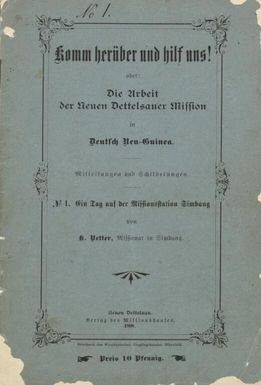 No 1.
Komm herüber und hilf uns!
oder:
Die Arbeit
der Neuen Dettelsauer Mission
in
Deutsch Neu-Guinea.
Mitteilungen und Schilderungen
№ 1. Ein Tag auf der Missionsstation Simbang
von
K. Vetter, Missionar in Simbang.
Neuen Dettelsau.
Verlag des Missionshauses.
1898.
Preis 10 Pfennig.